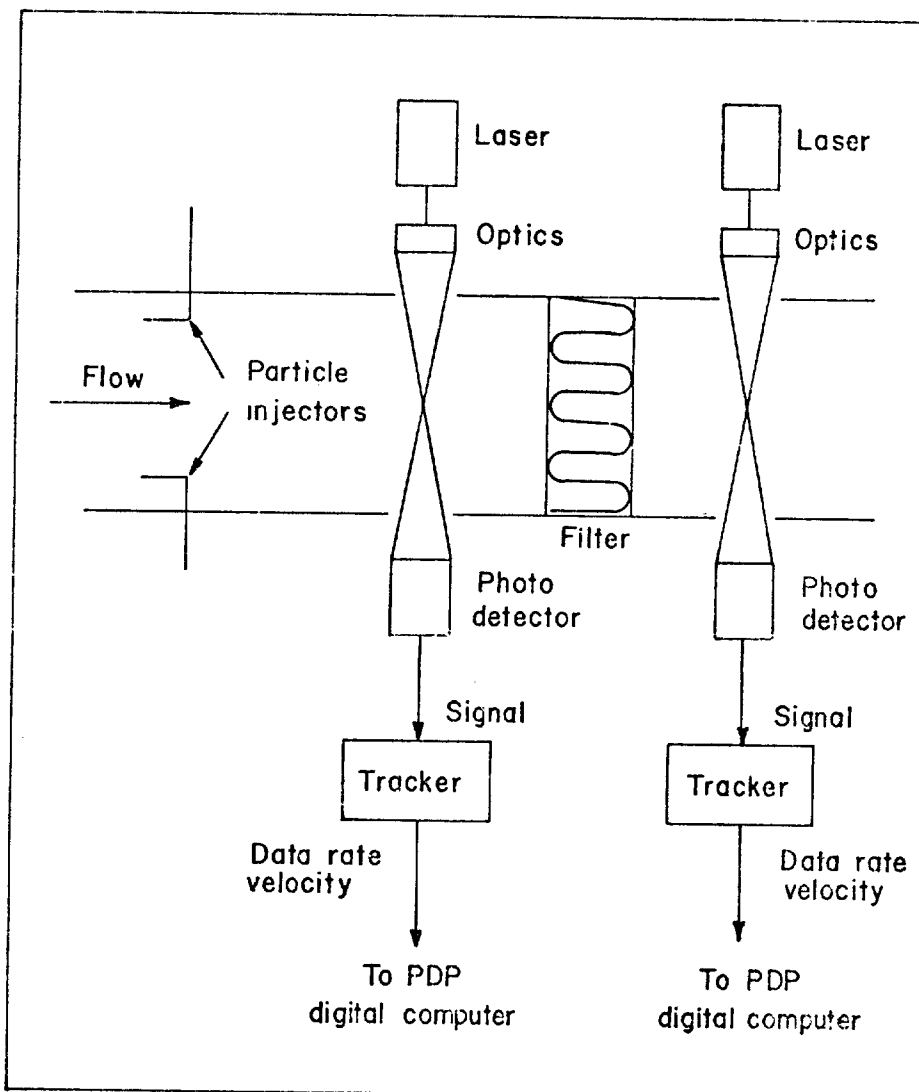 Laser
Laser
Optics
Optics
Flow
Particle
injectors
Filter
Photo
detector
Photo
detector
Signal
Signal
Tracker
Tracker
Data rate
velocity
Data rate
velocity
To PDP
digital computer
To PDP
digital computer